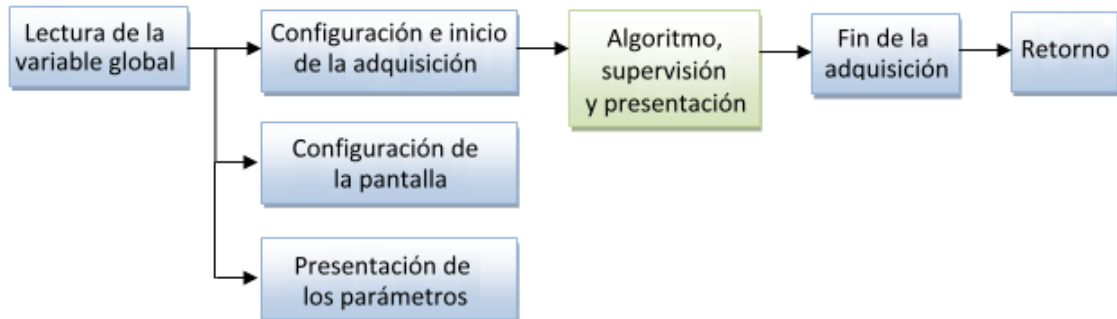 Lectura de la
variable global
Configuración e inicio
de la adquisición
Algoritmo,
supervisión
y presentación
Fin de la
adquisición
Retorno
Configuración de
la pantalla
Presentación de
los parámetros